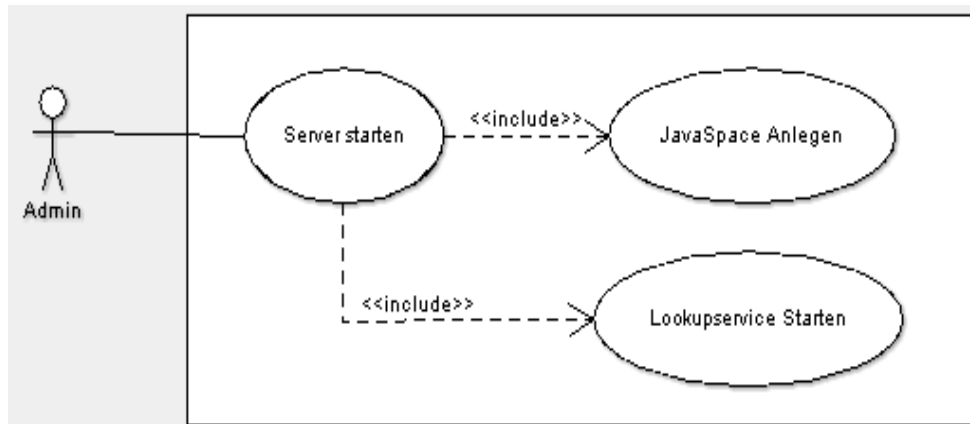 <<include>>
Server starten
JavaSpace Anlegen
Admin
<<include>>
Lookupservice Starten